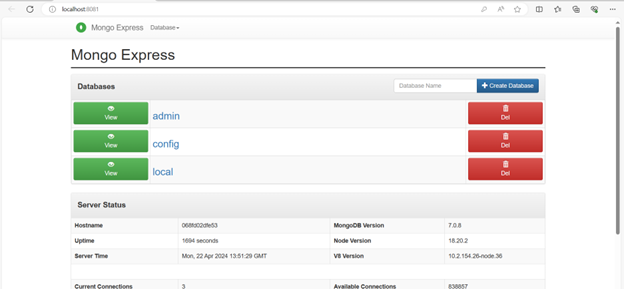 localhost:8081
Mongo Express Database
Mongo Express
Databases Database Name Create Database
View admin Del
View config Del
View local Del
Server Status
Hostname 068fd02dfe53 MongoDB Version 7.0.8
Uptime 1694 seconds Node Version 18.20.2
Server Time Mon, 22 Apr 2024 13:51:29 GMT V8 Version 10.2.154.26-node.36
Current Connections 3 Available Connections 838857